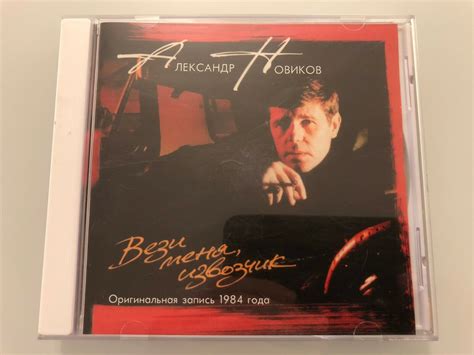 Александр Новиков
Вези
меня,
извозчик
Оригинальная запись 1984 года